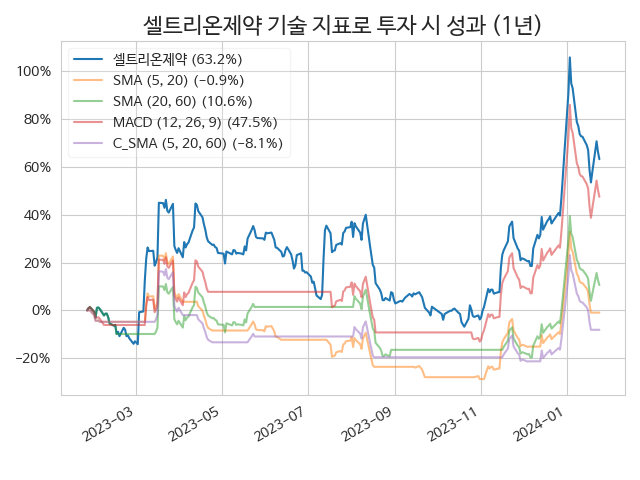 셀트리온제약 기술 지표로 투자 시 성과 (1년)
셀트리온제약 (63.2%)
SMA (5, 20) (−0.9%)
SMA (20, 60) (10.6%)
MACD (12, 26, 9) (47.5%)
C_SMA (5, 20, 60) (−8.1%)
100%
80%
60%
40%
20%
0%
−20%
2023−03
2023−05
2023−07
2023−09
2023−11
2024−01